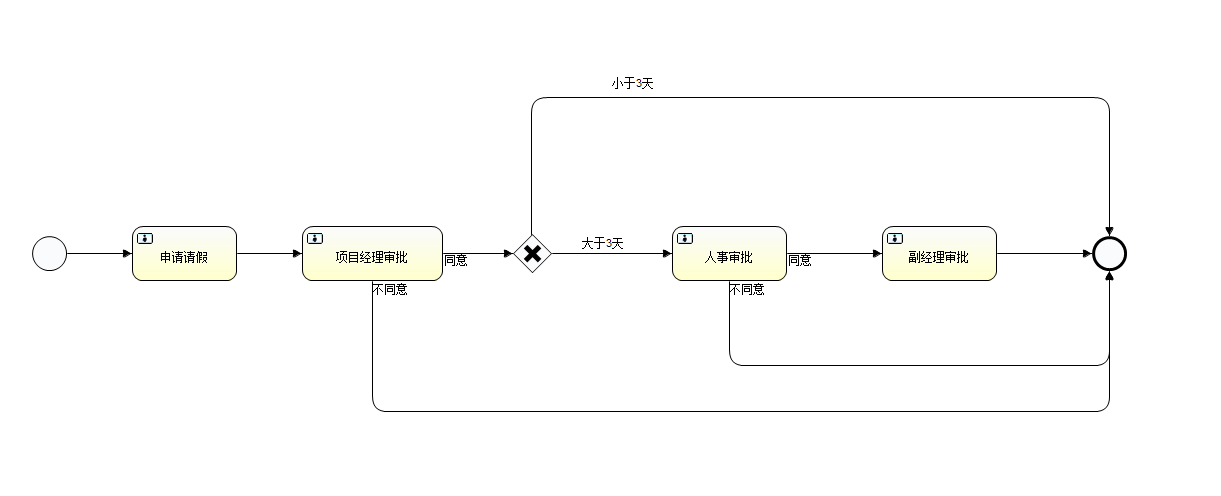 小于3天
申请请假
项目经理审批
同意
不同意
大于3天
人事审批
同意
不同意
副经理审批